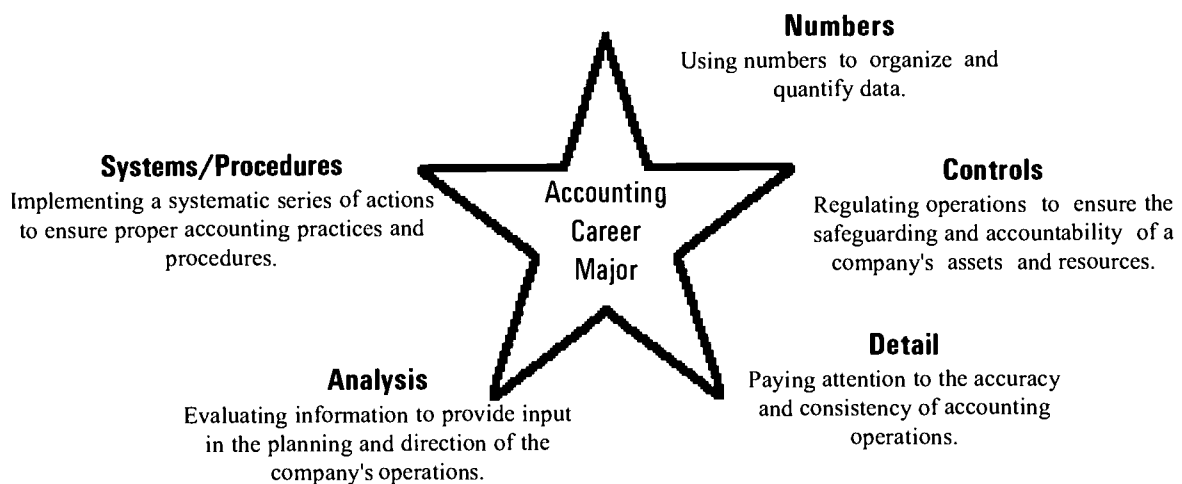 Numbers
Using numbers to organize and
quantify data.
Systems/Procedures
Implementing a systematic series of actions
to ensure proper accounting practices and
procedures.
Accounting
Career
Major
Controls
Regulating operations to ensure the
safeguarding and accountability of a
company's assets and resources.
Analysis
Evaluating information to provide input
in the planning and direction of the
company's operations.
Detail
Paying attention to the accuracy
and consistency of accounting
operations.